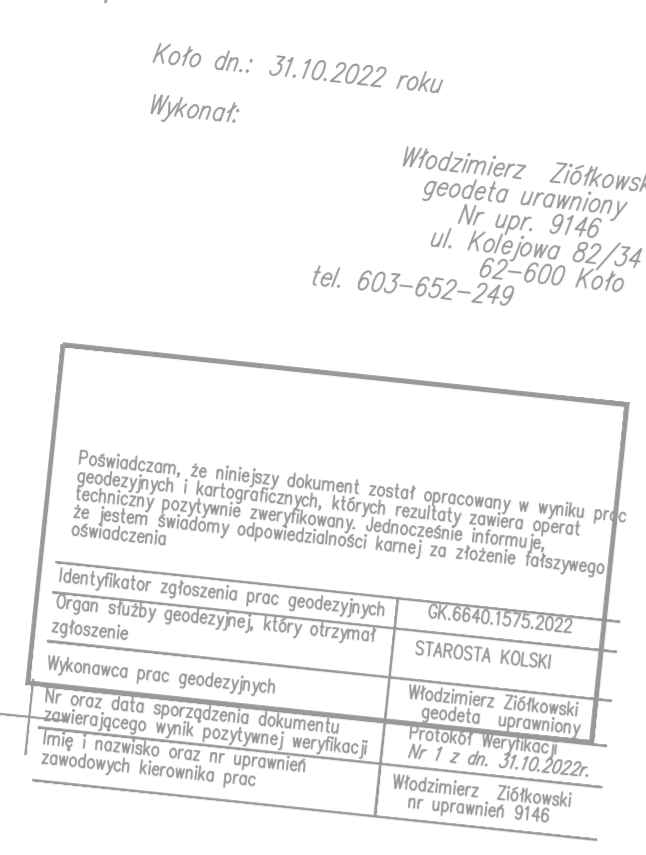 Koło dn.: 31.10.2022 roku
Wykonał:
Włodzimierz Ziółkowsk
geodeta urawniony
Nr upr. 9146
ul. Kolejowa 82/34
62-600 Koło
tel. 603-652-249
Poświadczam, że niniejszy dokument został opracowany w wyniku prac
geodezyjnych i kartograficznych, których rezultaty zawiera operat
techniczny pozytywnie zweryfikowany. Jednocześnie informuję,
że jestem świadomy odpowiedzialności karnej za złożenie fałszywego
oświadczenia
Identyfikator zgłoszenia prac geodezyjnych
GK.6640.1575.2022
Organ służby geodezyjnej, który otrzymał
zgłoszenie
STAROSTA KOLSKI
Wykonawca prac geodezyjnych
Włodzimierz Ziółkowski
geodeta uprawniony
Nr oraz data sporządzenia dokumentu
zawierającego wynik pozytywnej weryfikacji
Protokół Weryfikacji
Nr 1 z dn. 31.10.2022r.
Imię i nazwisko oraz nr uprawnień
zawodowych kierownika prac
Włodzimierz Ziółkowski
nr uprawnień 9146